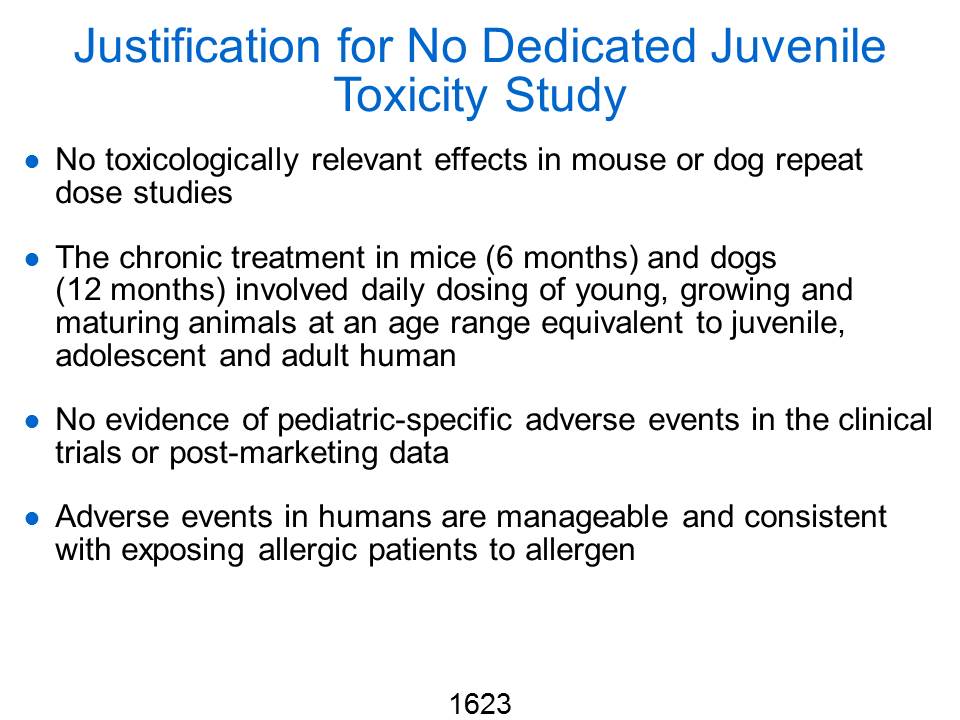 Justification for No Dedicated Juvenile
Toxicity Study
● No toxicologically relevant effects in mouse or dog repeat
dose studies
● The chronic treatment in mice (6 months) and dogs
(12 months) involved daily dosing of young, growing and
maturing animals at an age range equivalent to juvenile,
adolescent and adult human
● No evidence of pediatric-specific adverse events in the clinical
trials or post-marketing data
● Adverse events in humans are manageable and consistent
with exposing allergic patients to allergen
1623